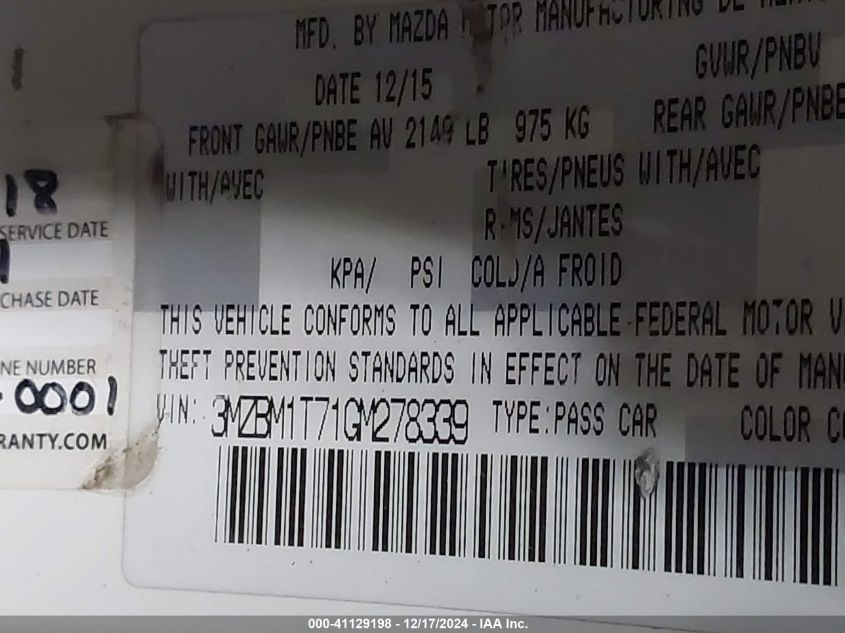 MFD. BY MAZDA MOTOR MANUFACTURING DE
DATE 12/15
GVWR/PNBV
FRONT GAWR/PNBE AV 2149 LB 975 KG
REAR GAWR/PNBE
WITH/AVEC
TIRES/PNEUS WITH/AVEC
RIMS/JANTES
KPA/ PSI COLD/A FROID
THIS VEHICLE CONFORMS TO ALL APPLICABLE FEDERAL MOTOR V
THEFT PREVENTION STANDARDS IN EFFECT ON THE DATE OF MAN
VIN: 3MZBM1T71GM278339 TYPE:PASS CAR COLOR CO
18
SERVICE DATE
CHASE DATE
NE NUMBER
-0001
RANTY.COM
000-41129198 - 12/17/2024 - IAA Inc.